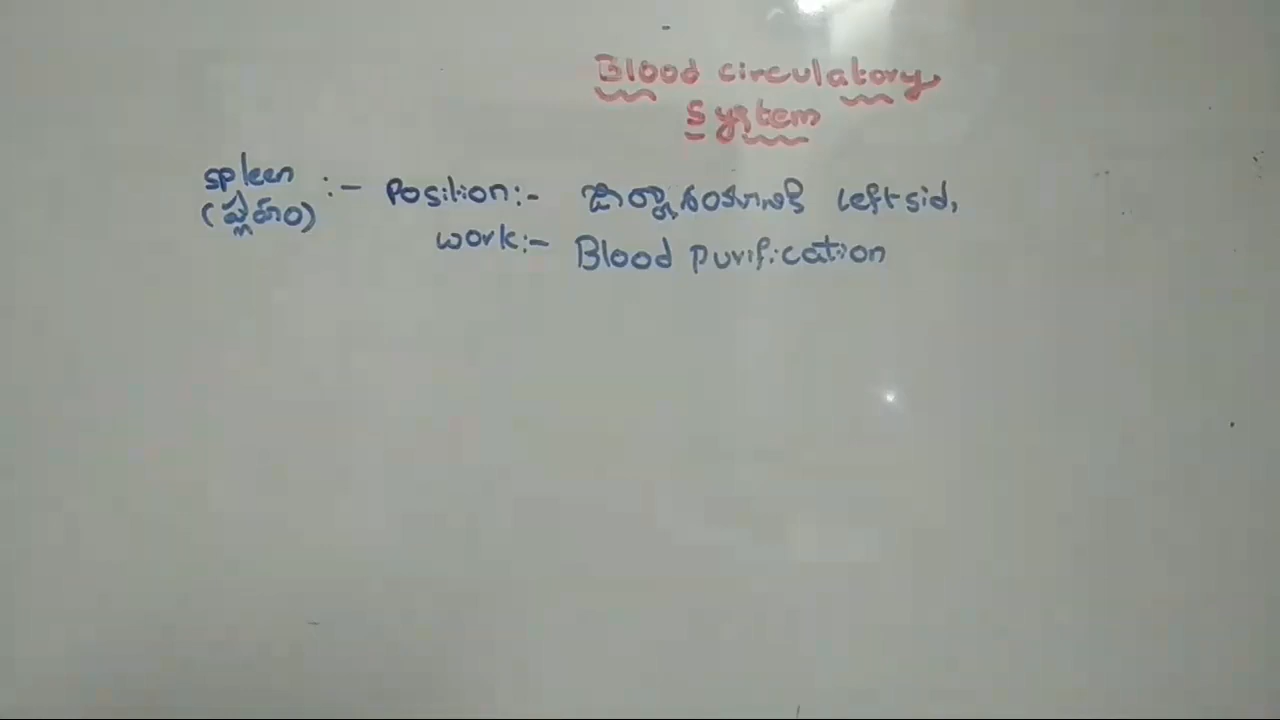 Blood circulatory
System
spleen :- Position:- జీర్ణాశయానికి left sid,
(ప్లీహం)
work:- Blood purification